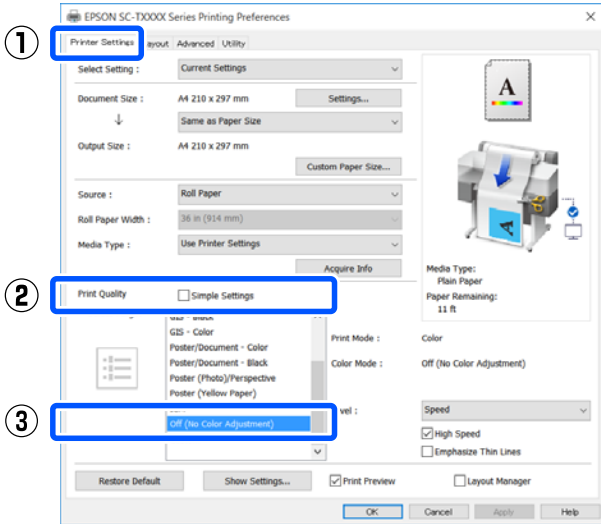 EPSON SC-TXXXX Series Printing Preferences
1
Printer Settings ayout Advanced Utility
Select Setting : Current Settings
Document Size : A4 210 x 297 mm Settings...
Same as Paper Size
Output Size : A4 210 x 297 mm
Custom Paper Size...
Source : Roll Paper
Roll Paper Width : 36 in (914 mm)
Media Type : Use Printer Settings
Acquire Info
A
A
Media Type:
Plain Paper
Paper Remaining:
11 ft
2
Print Quality Simple Settings
GIS - Black
GIS - Color
Poster/Document - Color
Poster/Document - Black
Poster (Photo)/Perspective
Poster (Yellow Paper)
Print Mode : Color
Color Mode : Off (No Color Adjustment)
3
Off (No Color Adjustment)
vel : Speed
High Speed
Emphasize Thin Lines
Restore Default Show Settings... Print Preview Layout Manager
OK Cancel Apply Help